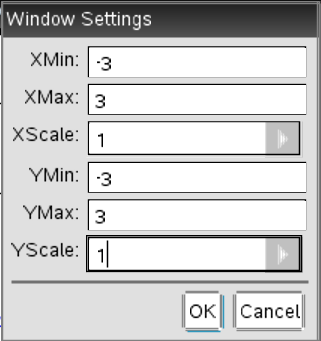 Window Settings
XMin: -3
XMax: 3
XScale: 1
YMin: -3
YMax: 3
YScale: 1
OK Cancel